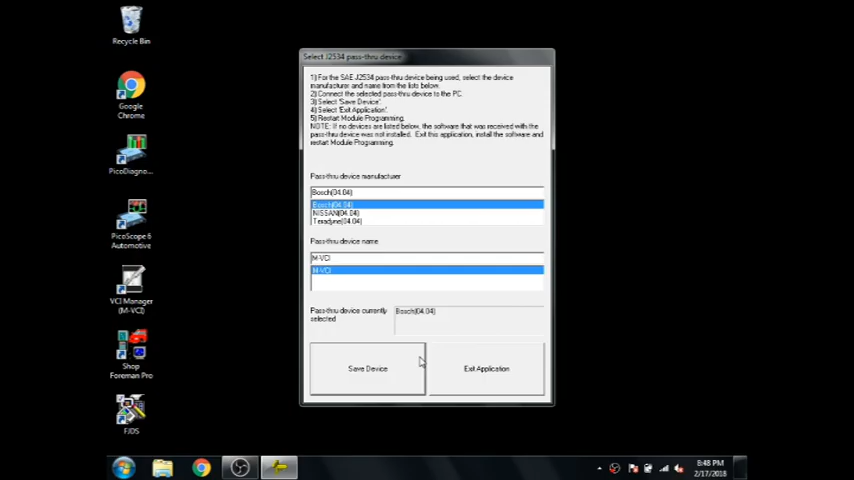 Recycle Bin
Google
Chrome
PicoDiagno...
PicoScope 6
Automotive
VCI Manager
(M-VCI)
Shop
Foreman Pro
FJDS
Select J2534 pass-thru device
1) For the SAE J2534 pass-thru device being used, select the device
manufacturer and name from the lists below.
2) Connect the selected pass-thru device to the PC.
3) Select 'Save Device'.
4) Select 'Exit Application'.
5) Restart Module Programming.
NOTE: If no devices are listed below, the software that was received with the
pass-thru device was not installed. Exit this application, install the software and
restart Module Programming.
Pass-thru device manufacturer
Bosch(04.04)
Bosch(04.04)
NISSAN(04.04)
Teradyne(04.04)
Pass-thru device name
M-VCI
M-VCI
Pass-thru device currently
selected
Bosch(04.04)
Save Device
Exit Application
8:48 PM
2/17/2018